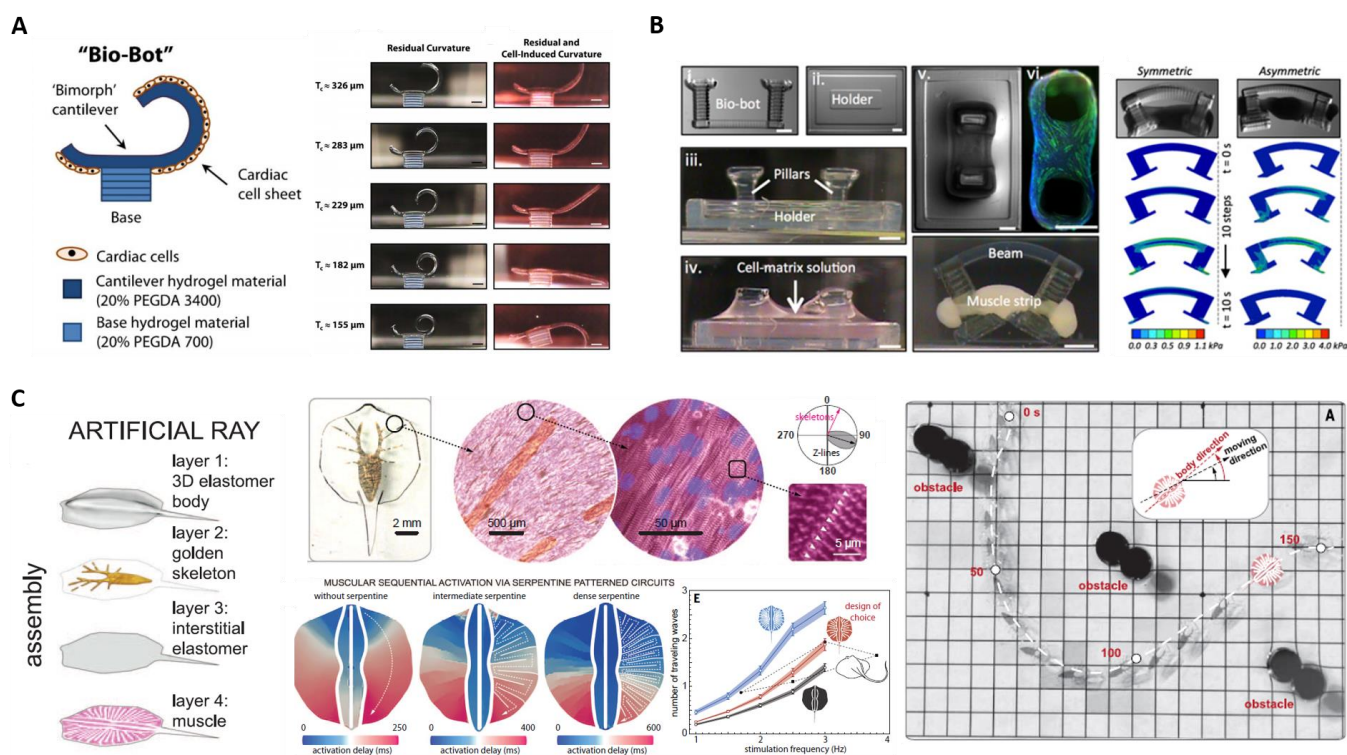 A
"Bio-Bot"
'Bimorph'
cantilever
Cardiac
cell sheet
Base
Cardiac cells
Cantilever hydrogel material
(20% PEGDA 3400)
Base hydrogel material
(20% PEGDA 700)
Residual Curvature
Residual and
Cell-Induced Curvature
Tc ≈ 326 μm
Tc ≈ 283 μm
Tc ≈ 229 μm
Tc ≈ 182 μm
Tc ≈ 155 μm
B
i.
Bio-bot
ii.
Holder
iii.
Pillars
Holder
iv.
Cell-matrix solution
v.
vi.
Beam
Muscle strip
Symmetric
Asymmetric
t = 0 s
10 steps
t = 10 s
0.0 0.3 0.5 0.9 1.1 kPa
0.0 1.0 2.0 3.0 4.0 kPa
C
ARTIFICIAL RAY
assembly
layer 1:
3D elastomer
body
layer 2:
golden
skeleton
layer 3:
interstitial
elastomer
layer 4:
muscle
2 mm
500 μm
50 μm
0
skeletons
270
90
Z-lines
180
5 μm
MUSCULAR SEQUENTIAL ACTIVATION VIA SERPENTINE PATTERNED CIRCUITS
without serpentine
intermediate serpentine
dense serpentine
0 250
activation delay (ms)
0 400
activation delay (ms)
0 600
activation delay (ms)
E
number of traveling waves
3
2
1
0
design of
choice
1 2 3 4
stimulation frequency (Hz)
A
0 s
obstacle
body direction
moving
direction
50
obstacle
150
100
obstacle